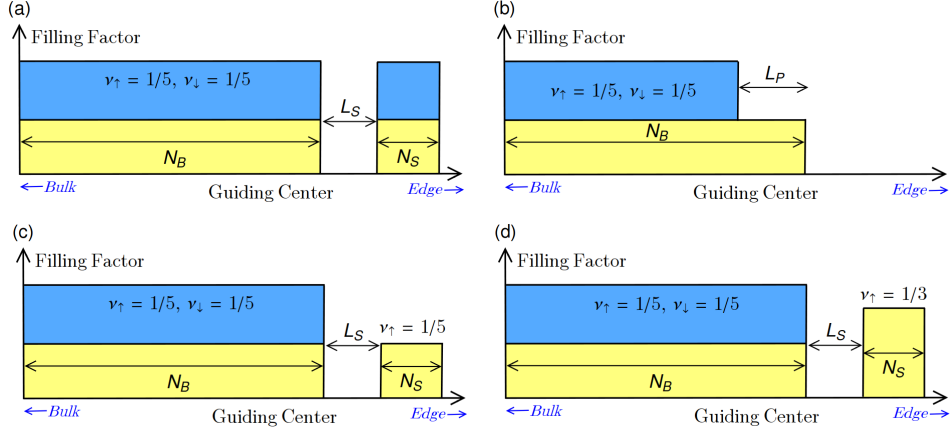 (a)
Filling Factor
ν↑ = 1/5, ν↓ = 1/5
L_S
N_B
N_S
←Bulk
Guiding Center
Edge→
(b)
Filling Factor
ν↑ = 1/5, ν↓ = 1/5
L_P
N_B
←Bulk
Guiding Center
Edge→
(c)
Filling Factor
ν↑ = 1/5, ν↓ = 1/5
L_S
ν↑ = 1/5
N_B
N_S
←Bulk
Guiding Center
Edge→
(d)
Filling Factor
ν↑ = 1/5, ν↓ = 1/5
ν↑ = 1/3
L_S
N_B
N_S
←Bulk
Guiding Center
Edge→